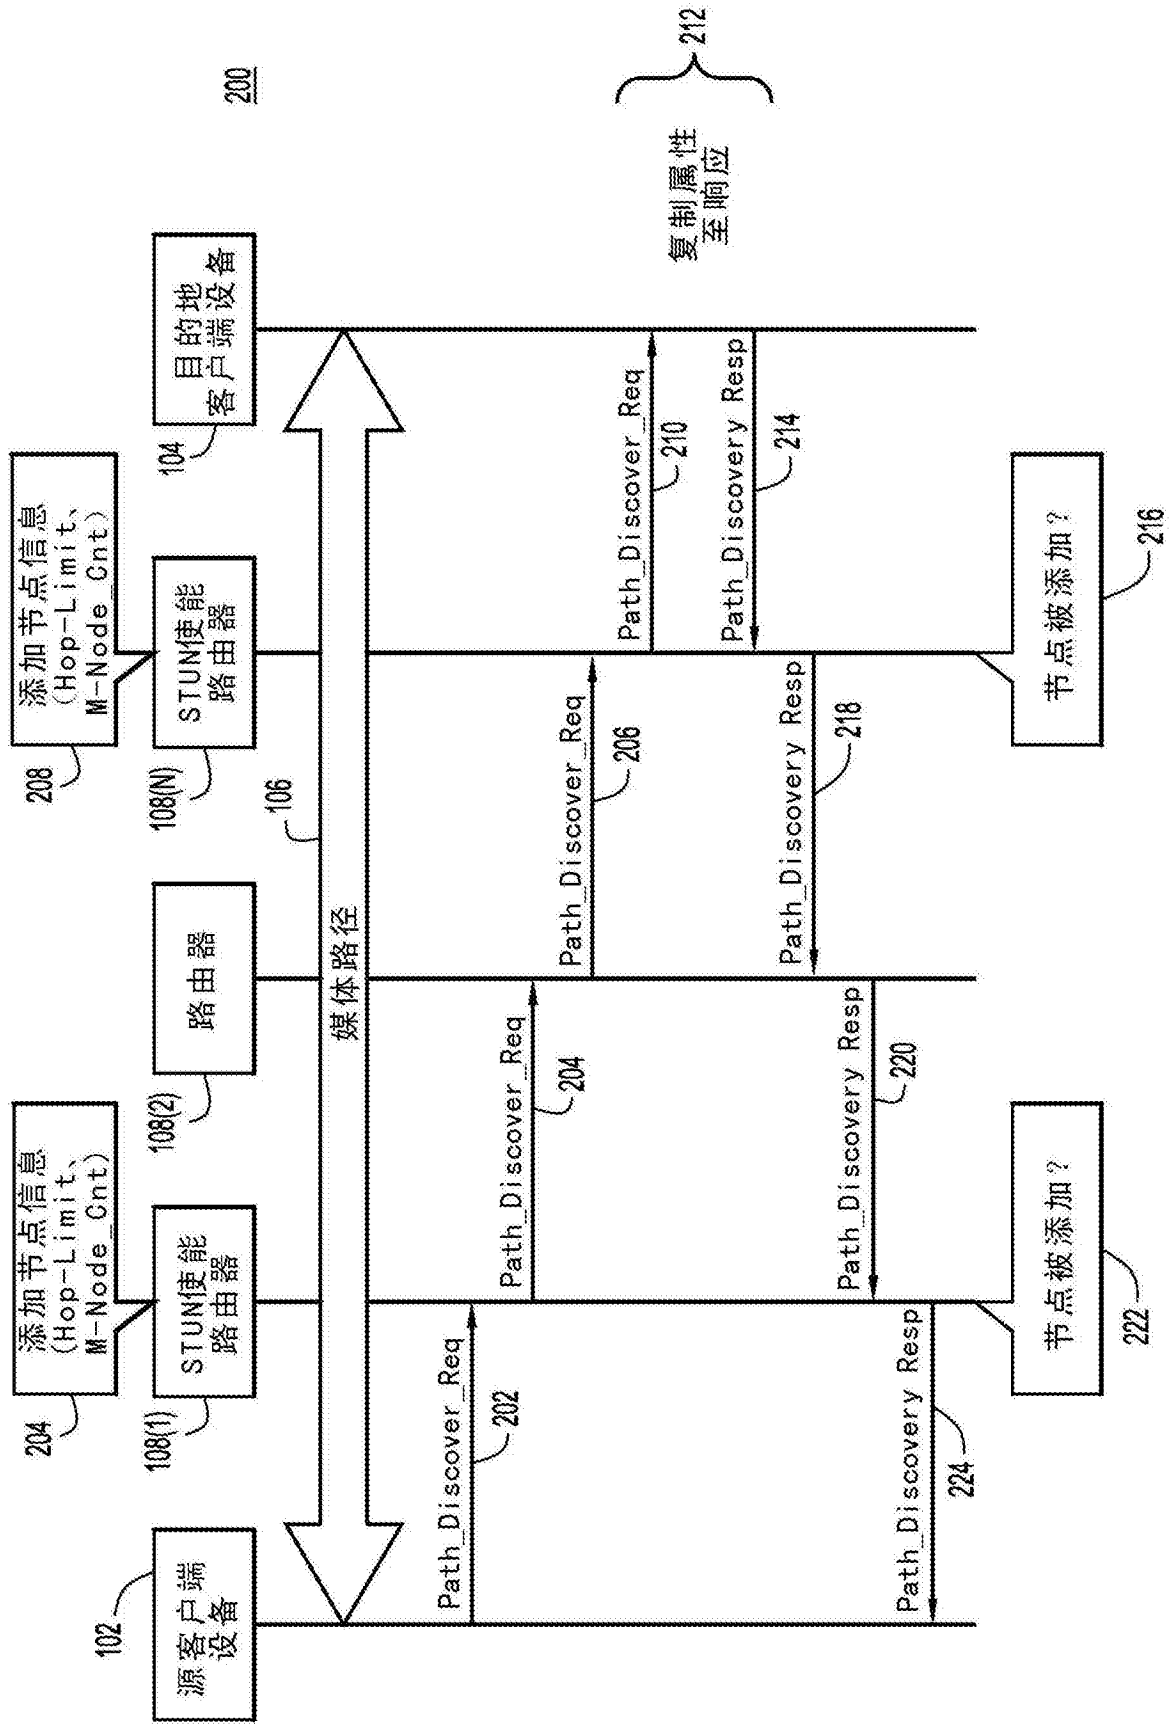 200
208
添加节点信息
(Hop-Limit、
M-Node_Cnt)
204
添加节点信息
(Hop-Limit、
M-Node_Cnt)
102
源客户端
设备
108(1)
STUN使能
路由器
108(2)
路由器
108(N)
STUN使能
路由器
104
目的地
客户端设备
106
媒体路径
Path_Discover_Req
202
Path_Discover_Req
204
Path_Discover_Req
206
Path_Discover_Req
210
复制属性
至响应
212
Path_Discovery Resp
214
Path_Discovery Resp
218
Path_Discovery Resp
220
Path_Discovery Resp
224
节点被添加?
222
节点被添加?
216